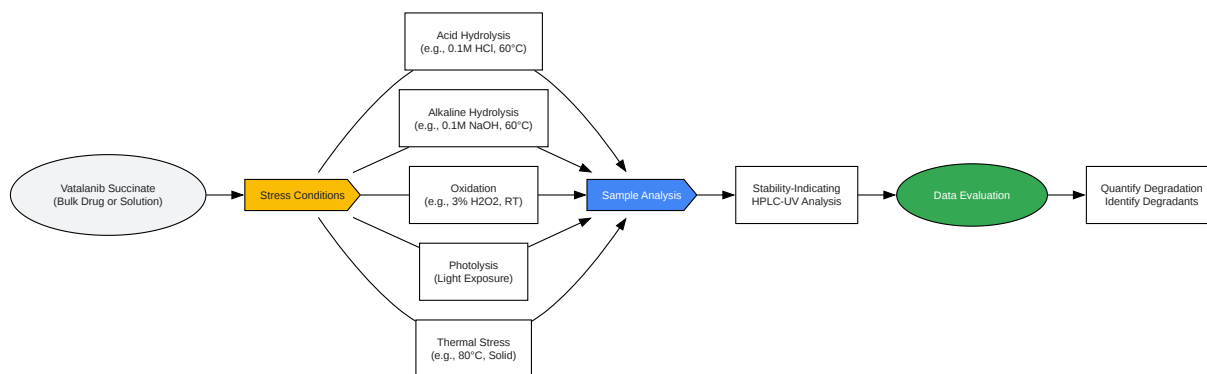 Vatalanib Succinate
(Bulk Drug or Solution)
Stress Conditions
Acid Hydrolysis
(e.g., 0.1M HCl, 60°C)
Alkaline Hydrolysis
(e.g., 0.1M NaOH, 60°C)
Oxidation
(e.g., 3% H2O2, RT)
Photolysis
(Light Exposure)
Thermal Stress
(e.g., 80°C, Solid)
Sample Analysis
Stability-Indicating
HPLC-UV Analysis
Data Evaluation
Quantify Degradation
Identify Degradants